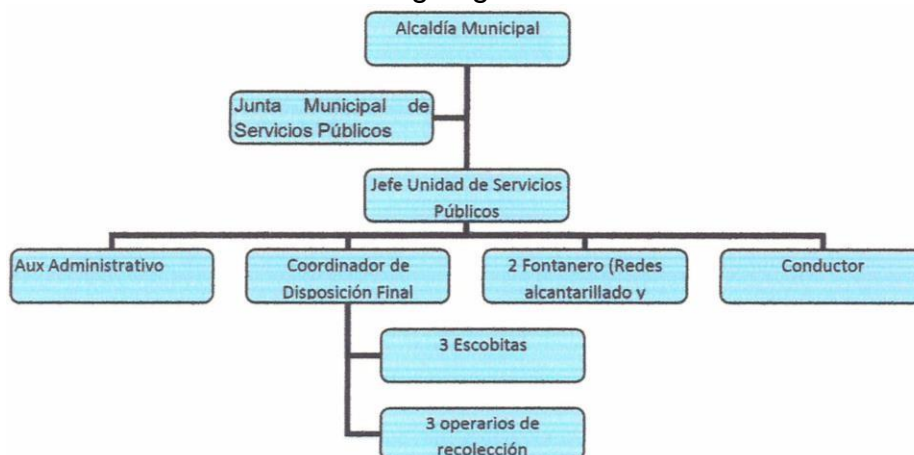 Alcaldía Municipal
Junta Municipal de
Servicios Públicos
Jefe Unidad de Servicios
Públicos
Aux Administrativo
Coordinador de
Disposición Final
2 Fontanero (Redes
alcantarillado y
Conductor
3 Escobitas
3 operarios de
recolección